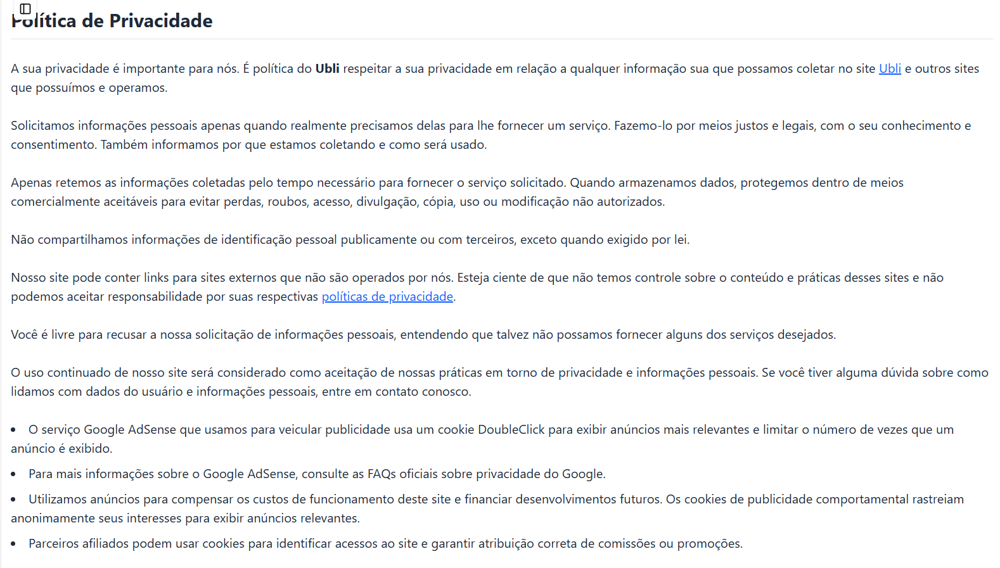 Política de Privacidade
A sua privacidade é importante para nós. É política do Ubli respeitar a sua privacidade em relação a qualquer informação sua que possamos coletar no site Ubli e outros sites
que possuímos e operamos.
Solicitamos informações pessoais apenas quando realmente precisamos delas para lhe fornecer um serviço. Fazemo-lo por meios justos e legais, com o seu conhecimento e
consentimento. Também informamos por que estamos coletando e como será usado.
Apenas retemos as informações coletadas pelo tempo necessário para fornecer o serviço solicitado. Quando armazenamos dados, protegemos dentro de meios
comercialmente aceitáveis para evitar perdas, roubos, acesso, divulgação, cópia, uso ou modificação não autorizados.
Não compartilhamos informações de identificação pessoal publicamente ou com terceiros, exceto quando exigido por lei.
Nosso site pode conter links para sites externos que não são operados por nós. Esteja ciente de que não temos controle sobre o conteúdo e práticas desses sites e não
podemos aceitar responsabilidade por suas respectivas políticas de privacidade.
Você é livre para recusar a nossa solicitação de informações pessoais, entendendo que talvez não possamos fornecer alguns dos serviços desejados.
O uso continuado de nosso site será considerado como aceitação de nossas práticas em torno de privacidade e informações pessoais. Se você tiver alguma dúvida sobre como
lidamos com dados do usuário e informações pessoais, entre em contato conosco.
• O serviço Google AdSense que usamos para veicular publicidade usa um cookie DoubleClick para exibir anúncios mais relevantes e limitar o número de vezes que um
anúncio é exibido.
• Para mais informações sobre o Google AdSense, consulte as FAQs oficiais sobre privacidade do Google.
• Utilizamos anúncios para compensar os custos de funcionamento deste site e financiar desenvolvimentos futuros. Os cookies de publicidade comportamental rastreiam
anonimamente seus interesses para exibir anúncios relevantes.
• Parceiros afiliados podem usar cookies para identificar acessos ao site e garantir atribuição correta de comissões ou promoções.